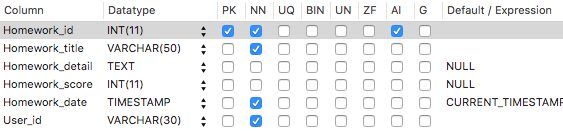 Column Datatype PK NN UQ BIN UN ZF AI G Default / Expression
Homework_id INT(11)
Homework_title VARCHAR(50)
Homework_detail TEXT NULL
Homework_score INT(11) NULL
Homework_date TIMESTAMP CURRENT_TIMESTAMP
User_id VARCHAR(30)